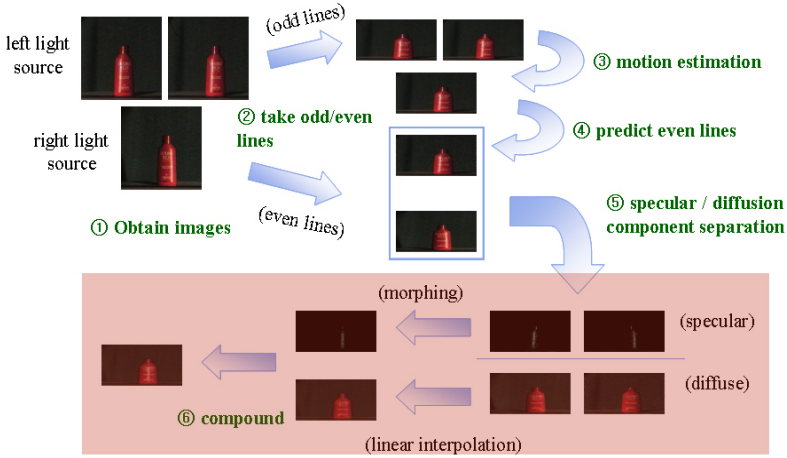 (odd lines)
left light
source
③ motion estimation
② take odd/even
lines
④ predict even lines
right light
source
(even lines)
① Obtain images
⑤ specular / diffusion
component separation
(morphing)
(specular)
(diffuse)
⑥ compound
(linear interpolation)